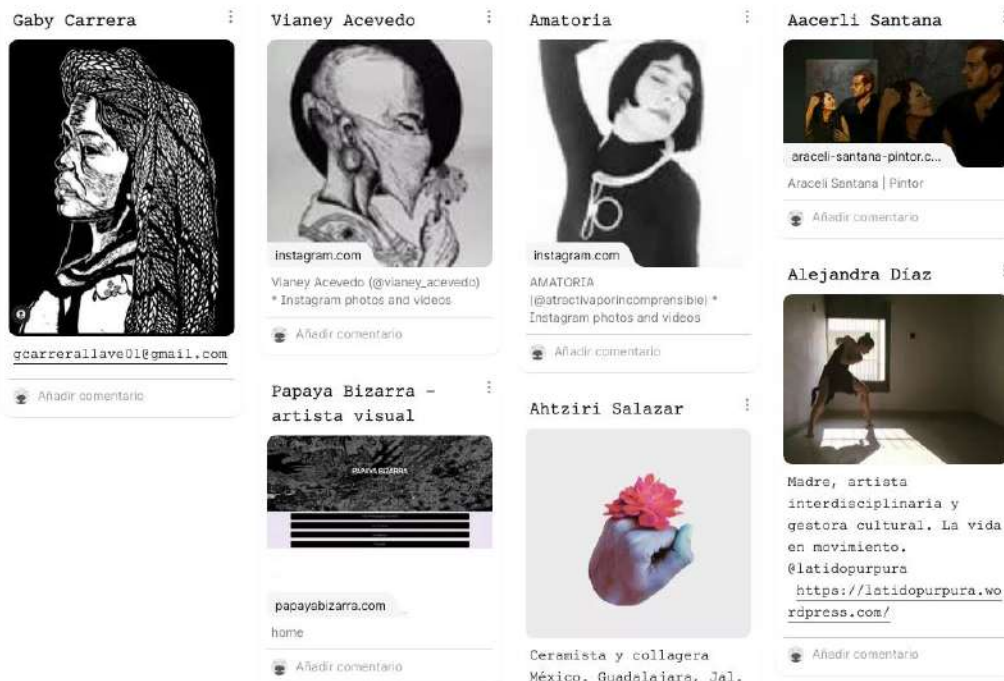 Gaby Carrera
gcarrerallave01@gmail.com
Añadir comentario
Vianey Acevedo
instagram.com
Vianey Acevedo (@vianey_acevedo)
* Instagram photos and videos
Añadir comentario
Papaya Bizarra -
artista visual
PAPAYA BIZARRA
papayabizarra.com
home
Añadir comentario
Amatoria
instagram.com
AMATORIA
(@atractivaporincomprensible) *
Instagram photos and videos
Añadir comentario
Ahtziri Salazar
Ceramista y collagera
México. Guadalajara, Jal.
Aacerli Santana
araceli-santana-pintor.c...
Araceli Santana | Pintor
Añadir comentario
Alejandra Díaz
Madre, artista
interdisciplinaria y
gestora cultural. La vida
en movimiento.
@latidopurpura
https://latidopurpura.wo
rdpress.com/
Añadir comentario